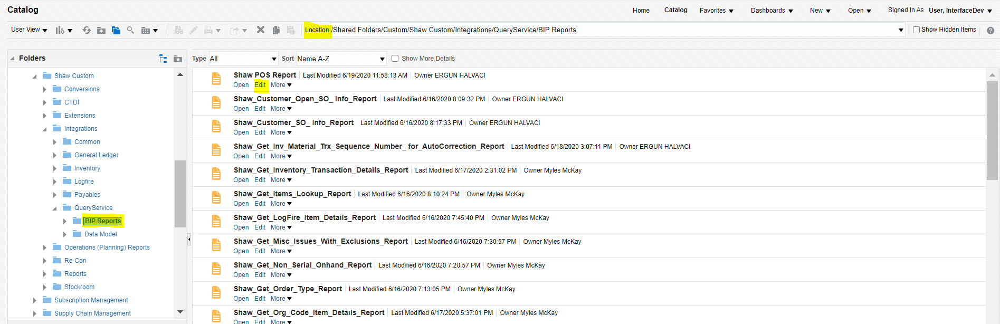 Catalog
Home Catalog Favorites Dashboards New Open Signed In As User, InterfaceDev
User View Location /Shared Folders/Custom/Shaw Custom/Integrations/QueryService/BIP Reports Show Hidden Items
Folders
Shaw Custom
Conversions
CTDI
Extensions
Integrations
Common
General Ledger
Inventory
Logfire
Payables
QueryService
BIP Reports
Data Model
Operations (Planning) Reports
Re-Con
Reports
Stockroom
Subscription Management
Supply Chain Management
Type All Sort Name A-Z Show More Details
Shaw POS Report Last Modified 6/19/2020 11:58:13 AM Owner ERGUN HALVACI
Open Edit More
Shaw_Customer_Open_SO_ Info_Report Last Modified 6/16/2020 8:09:32 PM Owner ERGUN HALVACI
Open Edit More
Shaw_Customer_SO_ Info_Report Last Modified 6/16/2020 8:17:33 PM Owner ERGUN HALVACI
Open Edit More
Shaw_Get_Inv_Material_Trx_Sequence_Number_ for_AutoCorrection_Report Last Modified 6/18/2020 3:07:11 PM Owner ERGUN HALVACI
Open Edit More
Shaw_Get_Inventory_Transaction_Details_Report Last Modified 6/17/2020 2:31:02 PM Owner Myles McKay
Open Edit More
Shaw_Get_Items_Lookup_Report Last Modified 6/16/2020 8:10:24 PM Owner Myles McKay
Open Edit More
Shaw_Get_LogFire_Item_Details_Report Last Modified 6/16/2020 7:45:40 PM Owner Myles McKay
Open Edit More
Shaw_Get_Misc_Issues_With_Exclusions_Report Last Modified 6/16/2020 7:30:57 PM Owner Myles McKay
Open Edit More
Shaw_Get_Non_Serial_Onhand_Report Last Modified 6/16/2020 7:20:57 PM Owner Myles McKay
Open Edit More
Shaw_Get_Order_Type_Report Last Modified 6/16/2020 7:13:05 PM Owner Myles McKay
Open Edit More
Shaw_Get_Org_Code_Item_Details_Report Last Modified 6/17/2020 5:37:01 PM Owner Myles McKay
Open Edit More